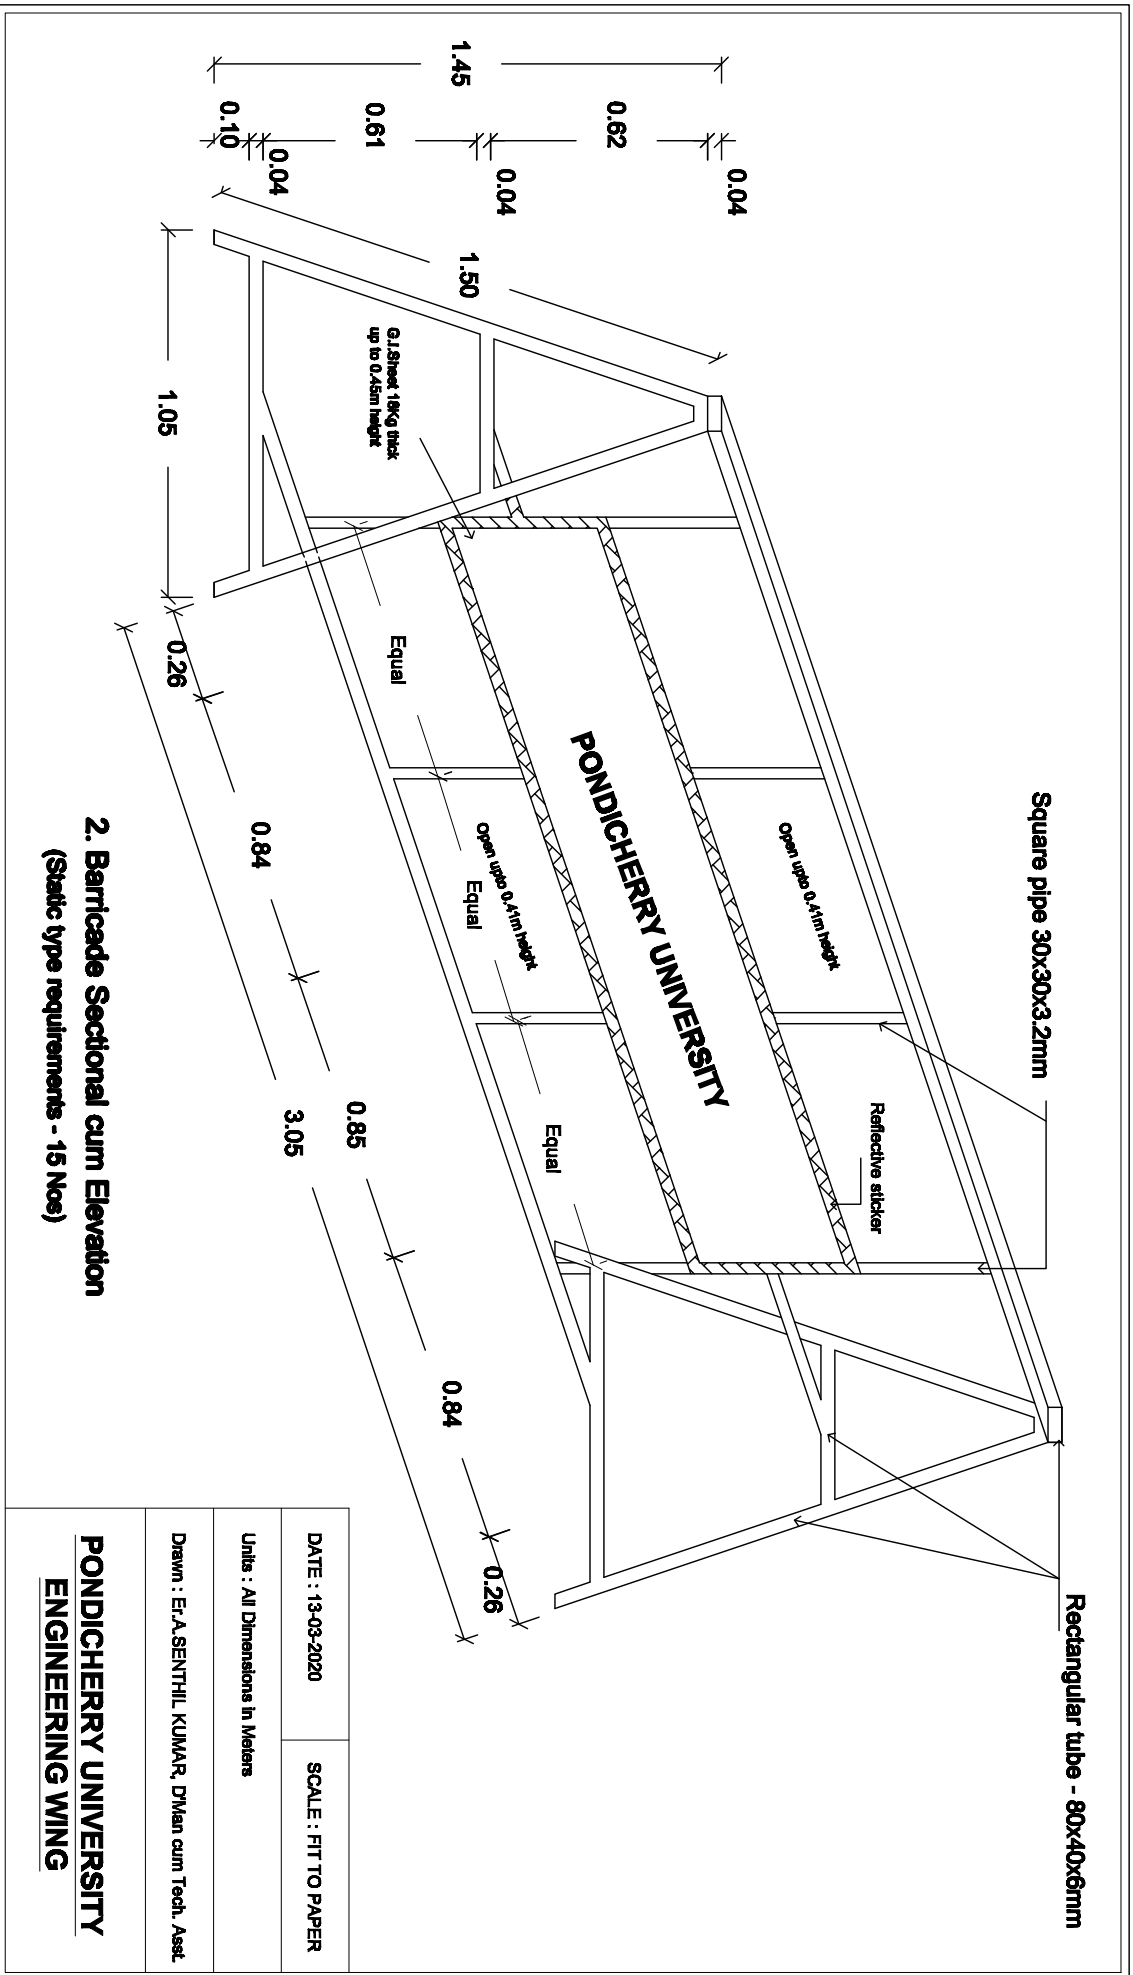 Square pipe 30x30x3.2mm
Rectangular tube - 80x40x6mm
1.45
0.04
0.62
0.04
0.61
0.04
0.10
1.50
1.05
G.I.Sheet 18Kg thick
up to 0.45m height
Open upto 0.41m height
Reflective sticker
PONDICHERRY UNIVERSITY
Open upto 0.41m height
Equal
Equal
Equal
0.26
0.84
0.85
0.84
0.26
3.05
2. Barricade Sectional cum Elevation
(Static type requirements - 15 Nos)
DATE : 13-03-2020
SCALE : FIT TO PAPER
Units : All Dimensions in Meters
Drawn : Er.A.SENTHIL KUMAR, D'Man cum Tech. Asst.
PONDICHERRY UNIVERSITY
ENGINEERING WING